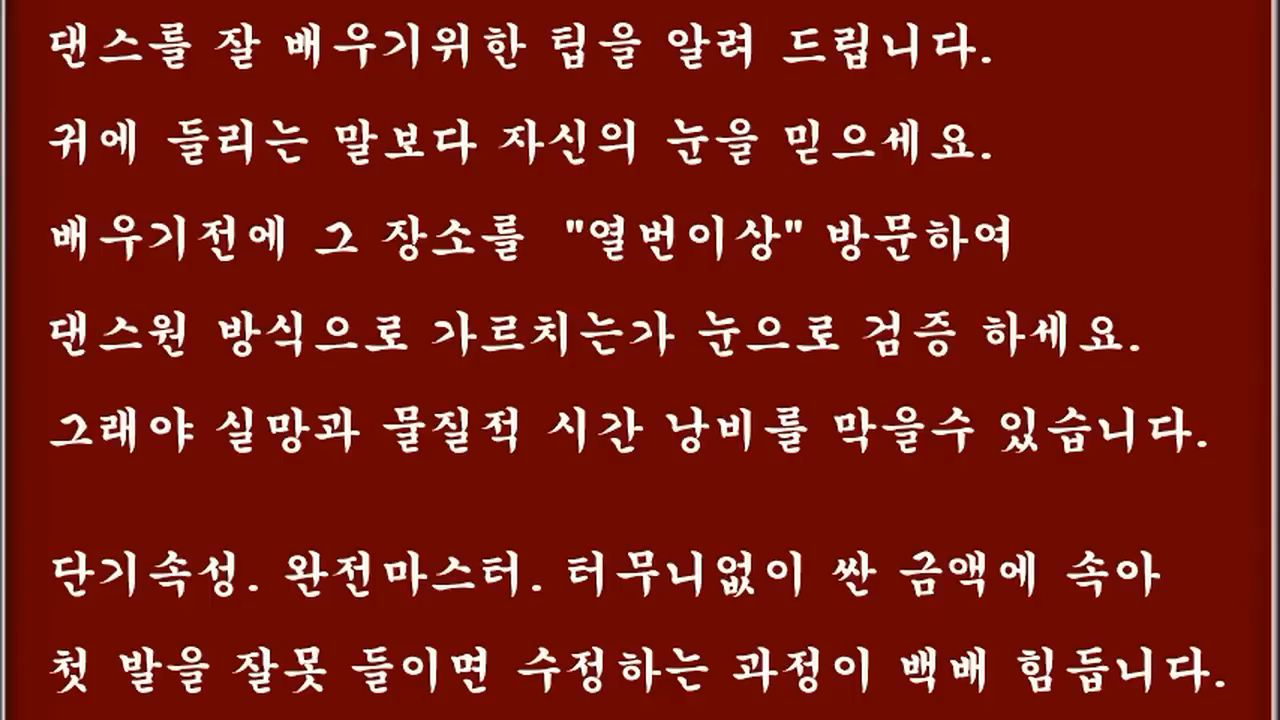 댄스를 잘 배우기위한 팁을 알려 드립니다.
귀에 들리는 말보다 자신의 눈을 믿으세요.
배우기전에 그 장소를 "열번이상" 방문하여
댄스원 방식으로 가르치는가 눈으로 검증 하세요.
그래야 실망과 물질적 시간 낭비를 막을수 있습니다.
단기속성. 완전마스터. 터무니없이 싼 금액에 속아
첫 발을 잘못 들이면 수정하는 과정이 백배 힘듭니다.